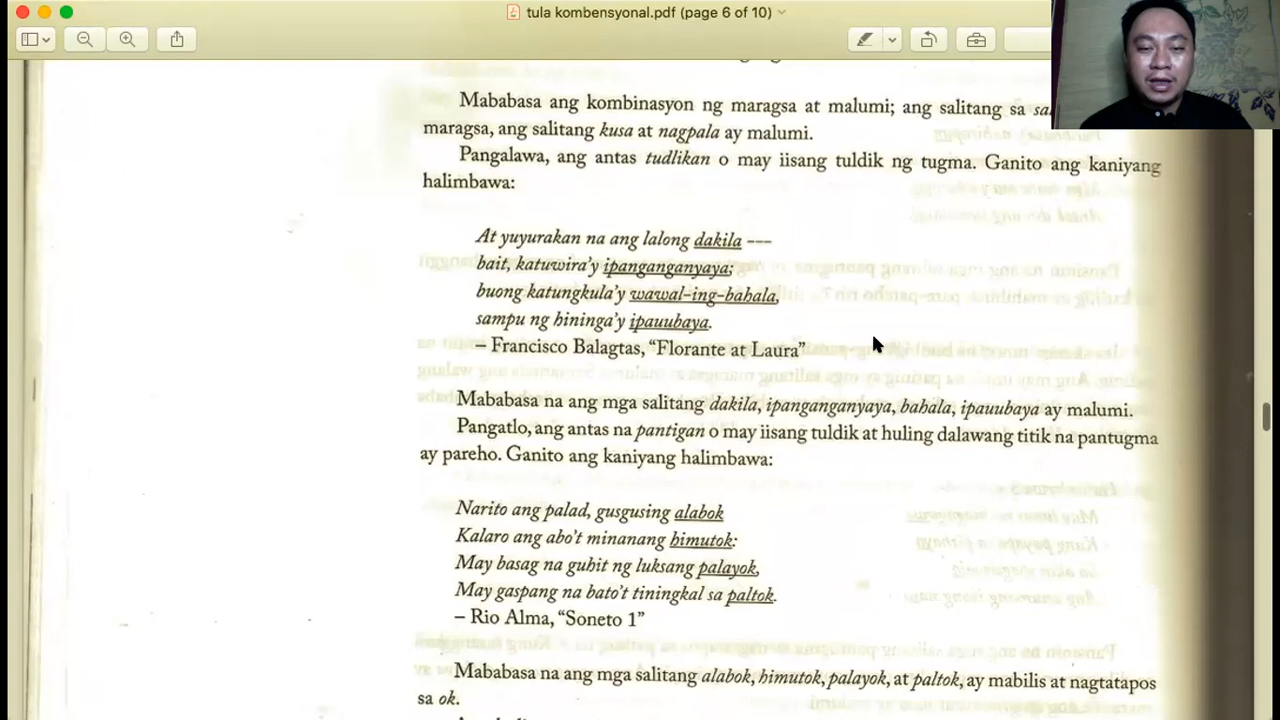 tula kombensyonal.pdf (page 6 of 10)
Mababasa ang kombinasyon ng maragsa at malumi; ang salitang sa
maragsa, ang salitang kusa at nagpala ay malumi.
Pangalawa, ang antas tudlikan o may iisang tuldik ng tugma. Ganito ang kaniyang
halimbawa:
At yuyurakan na ang lalong dakila ---
bait, katuwira'y ipanganganyaya;
buong katungkula'y wawal-ing-bahala,
sampu ng hininga'y ipauubaya.
– Francisco Balagtas, "Florante at Laura"
Mababasa na ang mga salitang dakila, ipanganganyaya, bahala, ipauubaya ay malumi.
Pangatlo, ang antas na pantigan o may iisang tuldik at huling dalawang titik na pantugma
ay pareho. Ganito ang kaniyang halimbawa:
Narito ang palad, gusgusing alabok
Kalaro ang abo't minanang himutok:
May basag na guhit ng luksang palayok,
May gaspang na bato't tiningkal sa paltok.
– Rio Alma, "Soneto 1"
Mababasa na ang mga salitang alabok, himutok, palayok, at paltok, ay mabilis at nagtatapos
sa ok.